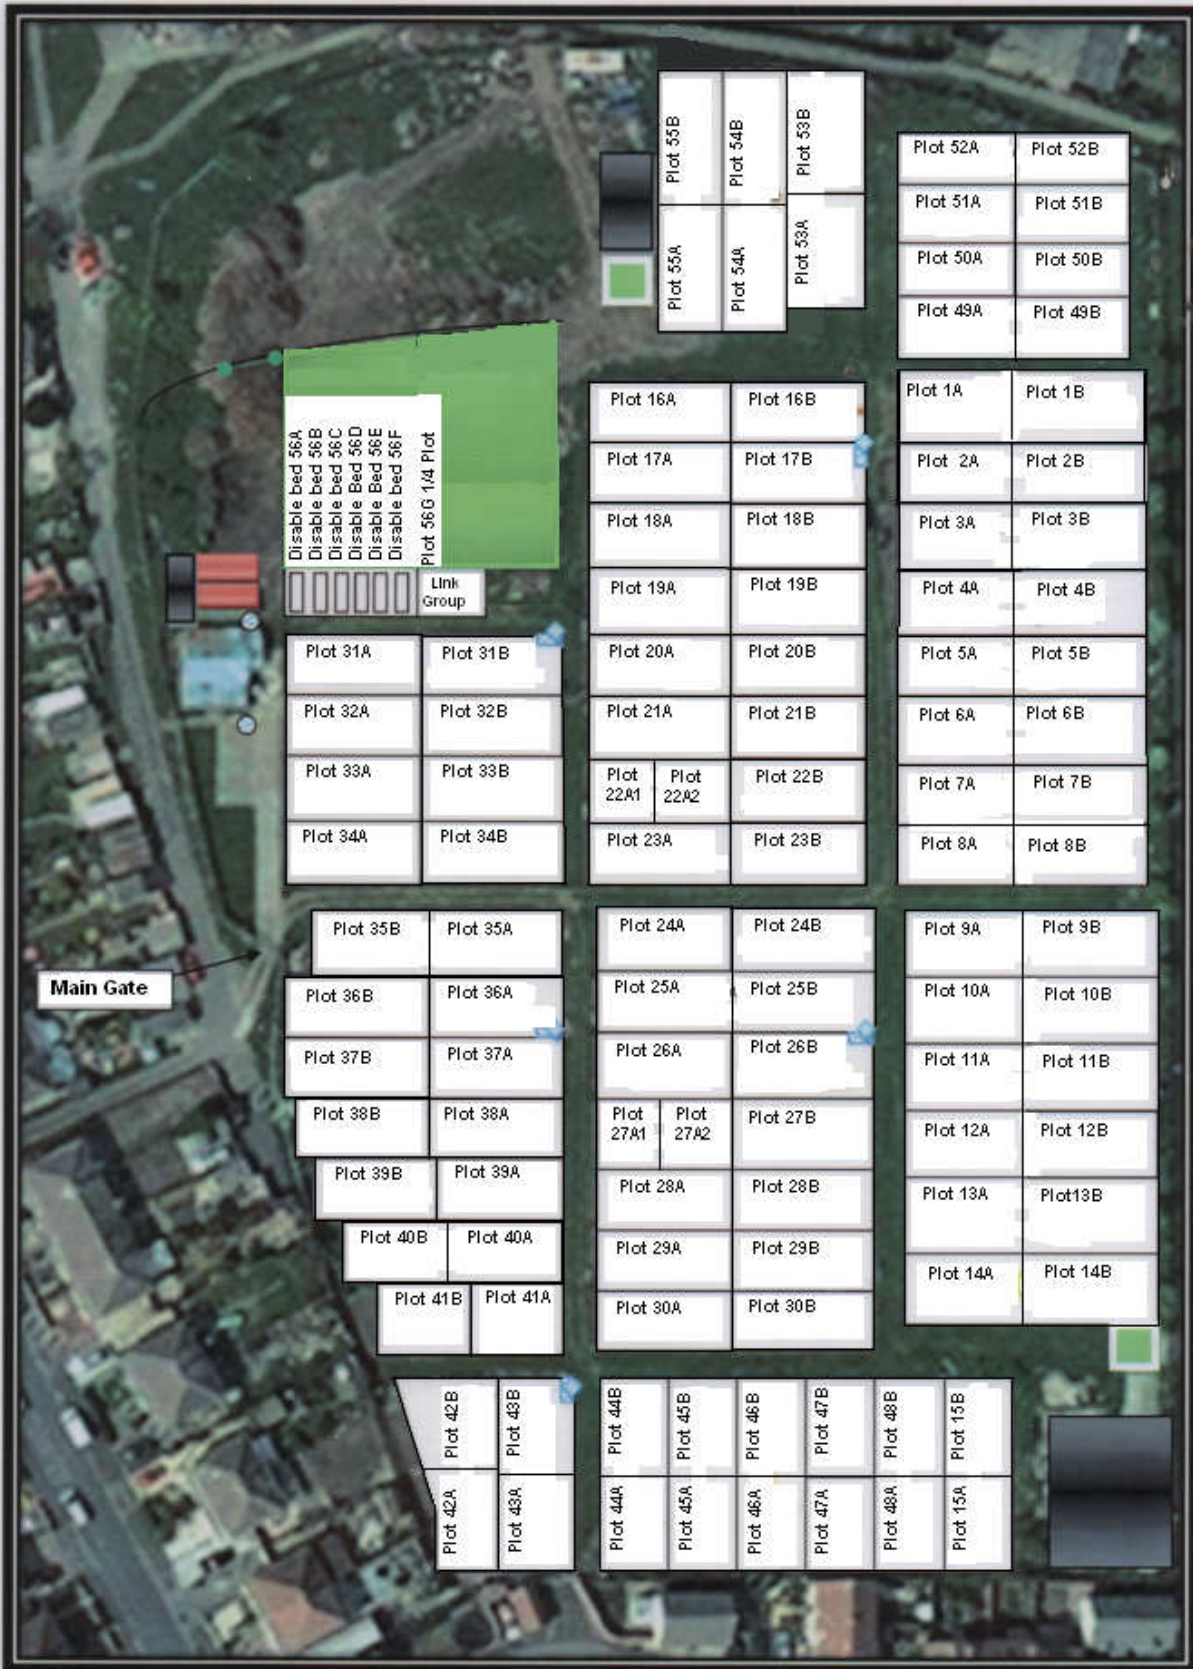 Plot 55B
Plot 54B
Plot 53B
Plot 55A
Plot 54A
Plot 53A
Plot 52A
Plot 52B
Plot 51A
Plot 51B
Plot 50A
Plot 50B
Plot 49A
Plot 49B
Disable bed 56A
Disable bed 56B
Disable bed 56C
Disable Bed 56D
Disable Bed 56E
Disable bed 56F
Plot 56G 1/4 Plot
Link
Group
Plot 16A
Plot 16B
Plot 17A
Plot 17B
Plot 18A
Plot 18B
Plot 19A
Plot 19B
Plot 20A
Plot 20B
Plot 21A
Plot 21B
Plot
22A1
Plot
22A2
Plot 22B
Plot 23A
Plot 23B
Plot 1A
Plot 1B
Plot 2A
Plot 2B
Plot 3A
Plot 3B
Plot 4A
Plot 4B
Plot 5A
Plot 5B
Plot 6A
Plot 6B
Plot 7A
Plot 7B
Plot 8A
Plot 8B
Plot 31A
Plot 31B
Plot 32A
Plot 32B
Plot 33A
Plot 33B
Plot 34A
Plot 34B
Main Gate
Plot 35B
Plot 35A
Plot 36B
Plot 36A
Plot 37B
Plot 37A
Plot 38B
Plot 38A
Plot 39B
Plot 39A
Plot 40B
Plot 40A
Plot 41B
Plot 41A
Plot 24A
Plot 24B
Plot 25A
Plot 25B
Plot 26A
Plot 26B
Plot
27A1
Plot
27A2
Plot 27B
Plot 28A
Plot 28B
Plot 29A
Plot 29B
Plot 30A
Plot 30B
Plot 9A
Plot 9B
Plot 10A
Plot 10B
Plot 11A
Plot 11B
Plot 12A
Plot 12B
Plot 13A
Plot13B
Plot 14A
Plot 14B
Plot 42B
Plot 43B
Plot 42A
Plot 43A
Plot 44B
Plot 45B
Plot 46B
Plot 47B
Plot 48B
Plot 15B
Plot 44A
Plot 45A
Plot 46A
Plot 47A
Plot 48A
Plot 15A